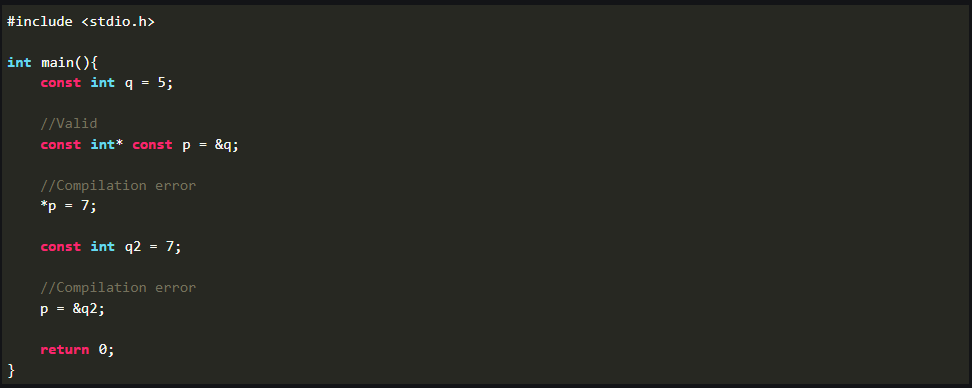 #include <stdio.h>
int main(){
const int q = 5;
//Valid
const int* const p = &q;
//Compilation error
*p = 7;
const int q2 = 7;
//Compilation error
p = &q2;
return 0;
}